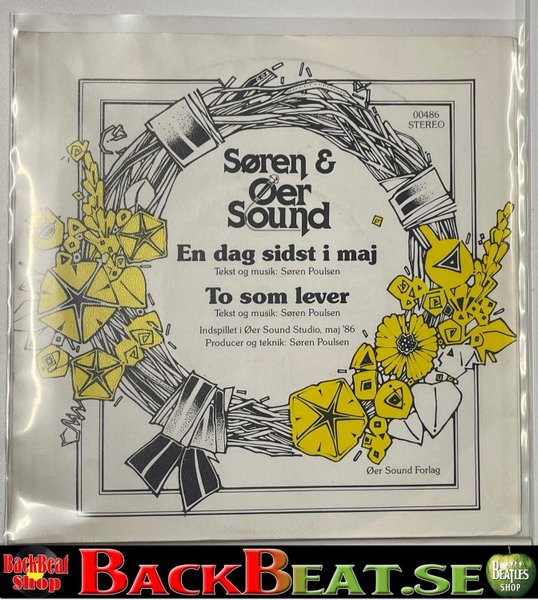 00486
STEREO
Søren &
Øer
Sound
En dag sidst i maj
Tekst og musik: Søren Poulsen
To som lever
Tekst og musik: Søren Poulsen
Indspillet i Øer Sound Studio, maj '86
Producer og teknik: Søren Poulsen
Øer Sound Forlag
BackBeat
Shop
BACKBEAT.SE
BEATLES
SHOP